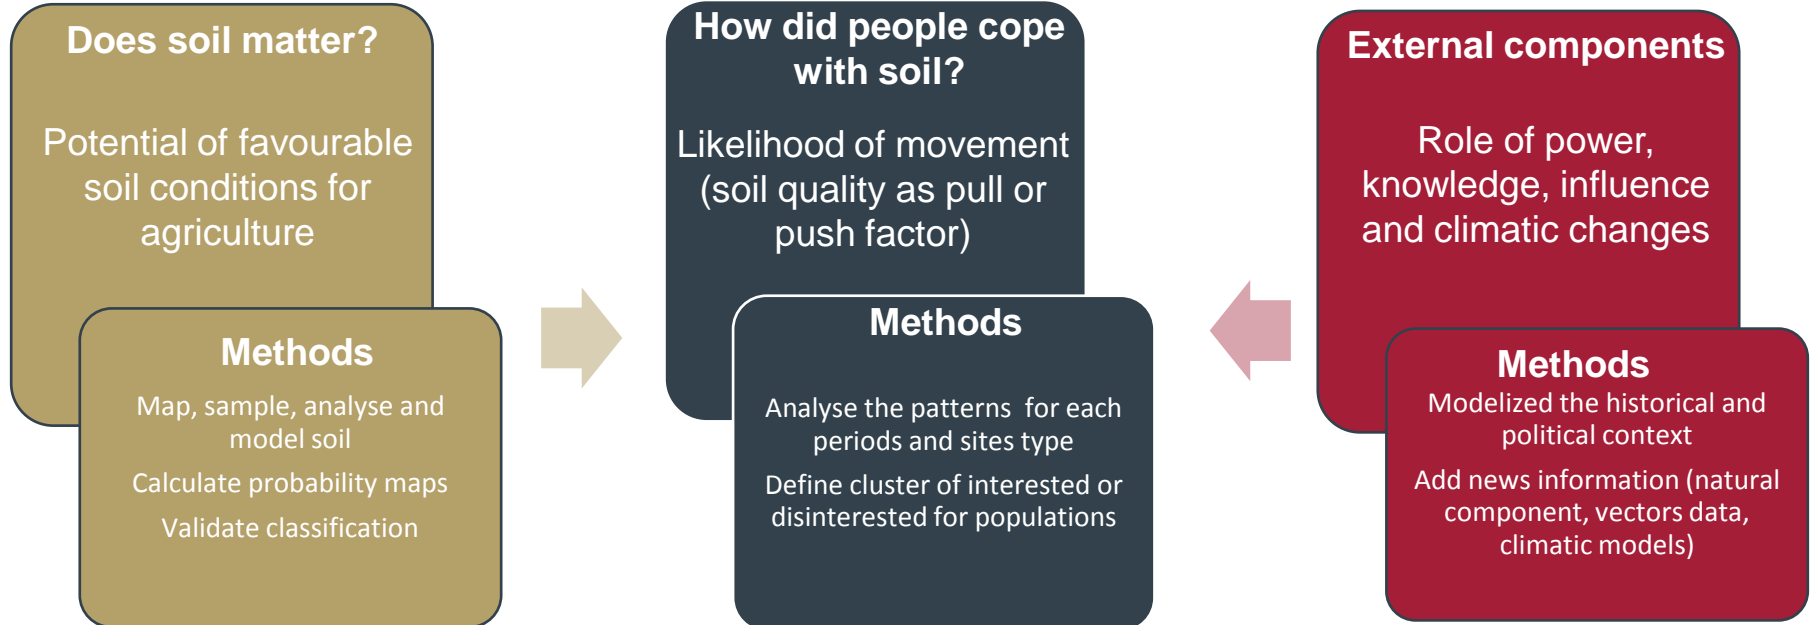 Does soil matter?
Potential of favourable
soil conditions for
agriculture
Methods
Map, sample, analyse and
model soil
Calculate probability maps
Validate classification
How did people cope
with soil?
Likelihood of movement
(soil quality as pull or
push factor)
Methods
Analyse the patterns  for each
periods and sites type
Define cluster of interested or
disinterested for populations
External components
Role of power,
knowledge, influence
and climatic changes
Methods
Modelized the historical and
political context
Add news information (natural
component, vectors data,
climatic models)